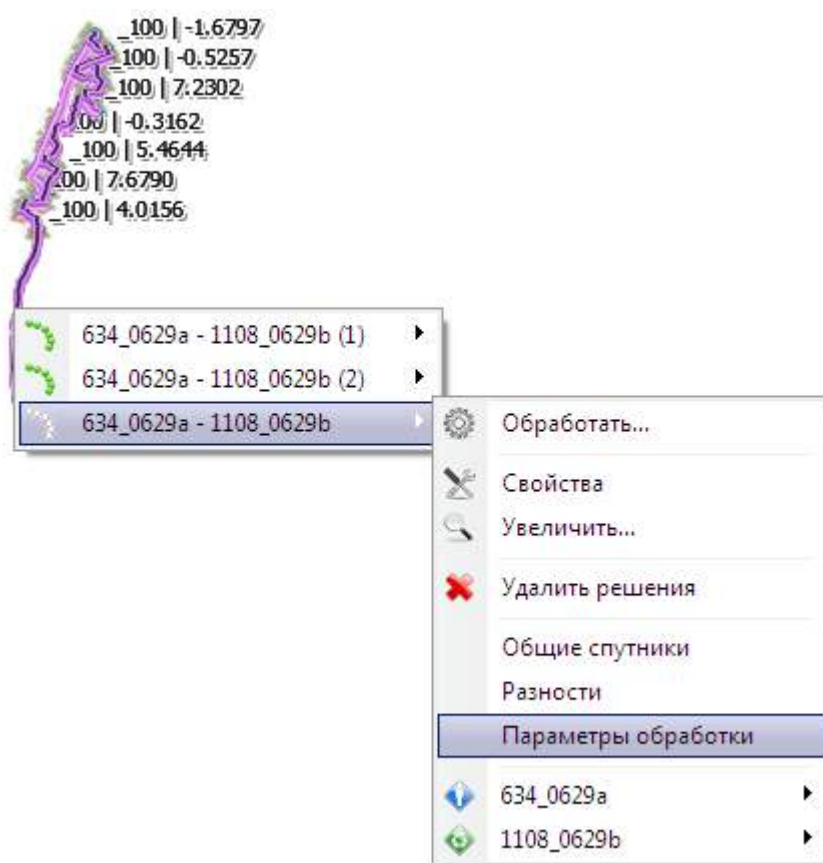 _100 | -1.6797
_100 | -0.5257
_100 | 7.2302
100 | -0.3162
_100 | 5.4644
00 | 7.6790
_100 | 4.0156
634_0629a - 1108_0629b (1)
634_0629a - 1108_0629b (2)
634_0629a - 1108_0629b
Обработать...
Свойства
Увеличить...
Удалить решения
Общие спутники
Разности
Параметры обработки
634_0629a
1108_0629b